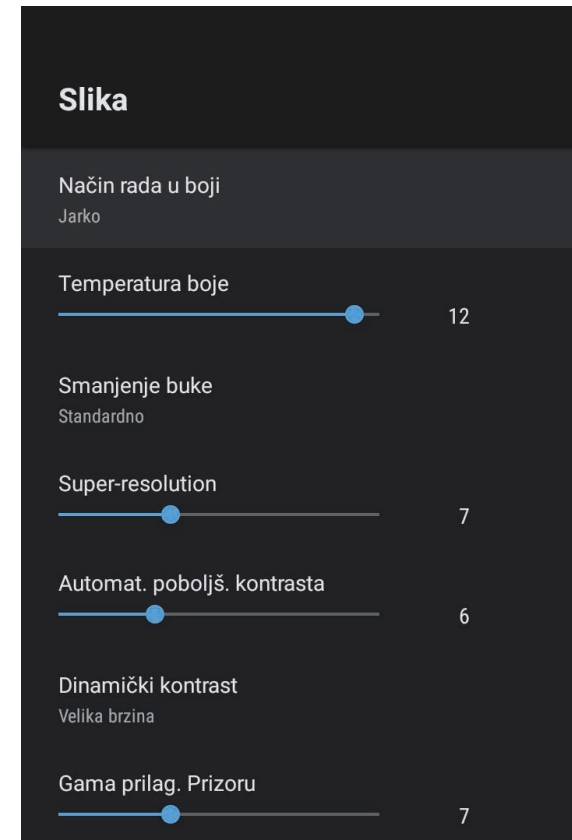 Slika
Način rada u boji
Jarko
Temperatura boje
12
Smanjenje buke
Standardno
Super-resolution
7
Automat. poboljš. kontrasta
6
Dinamički kontrast
Velika brzina
Gama prilag. Prizoru
7